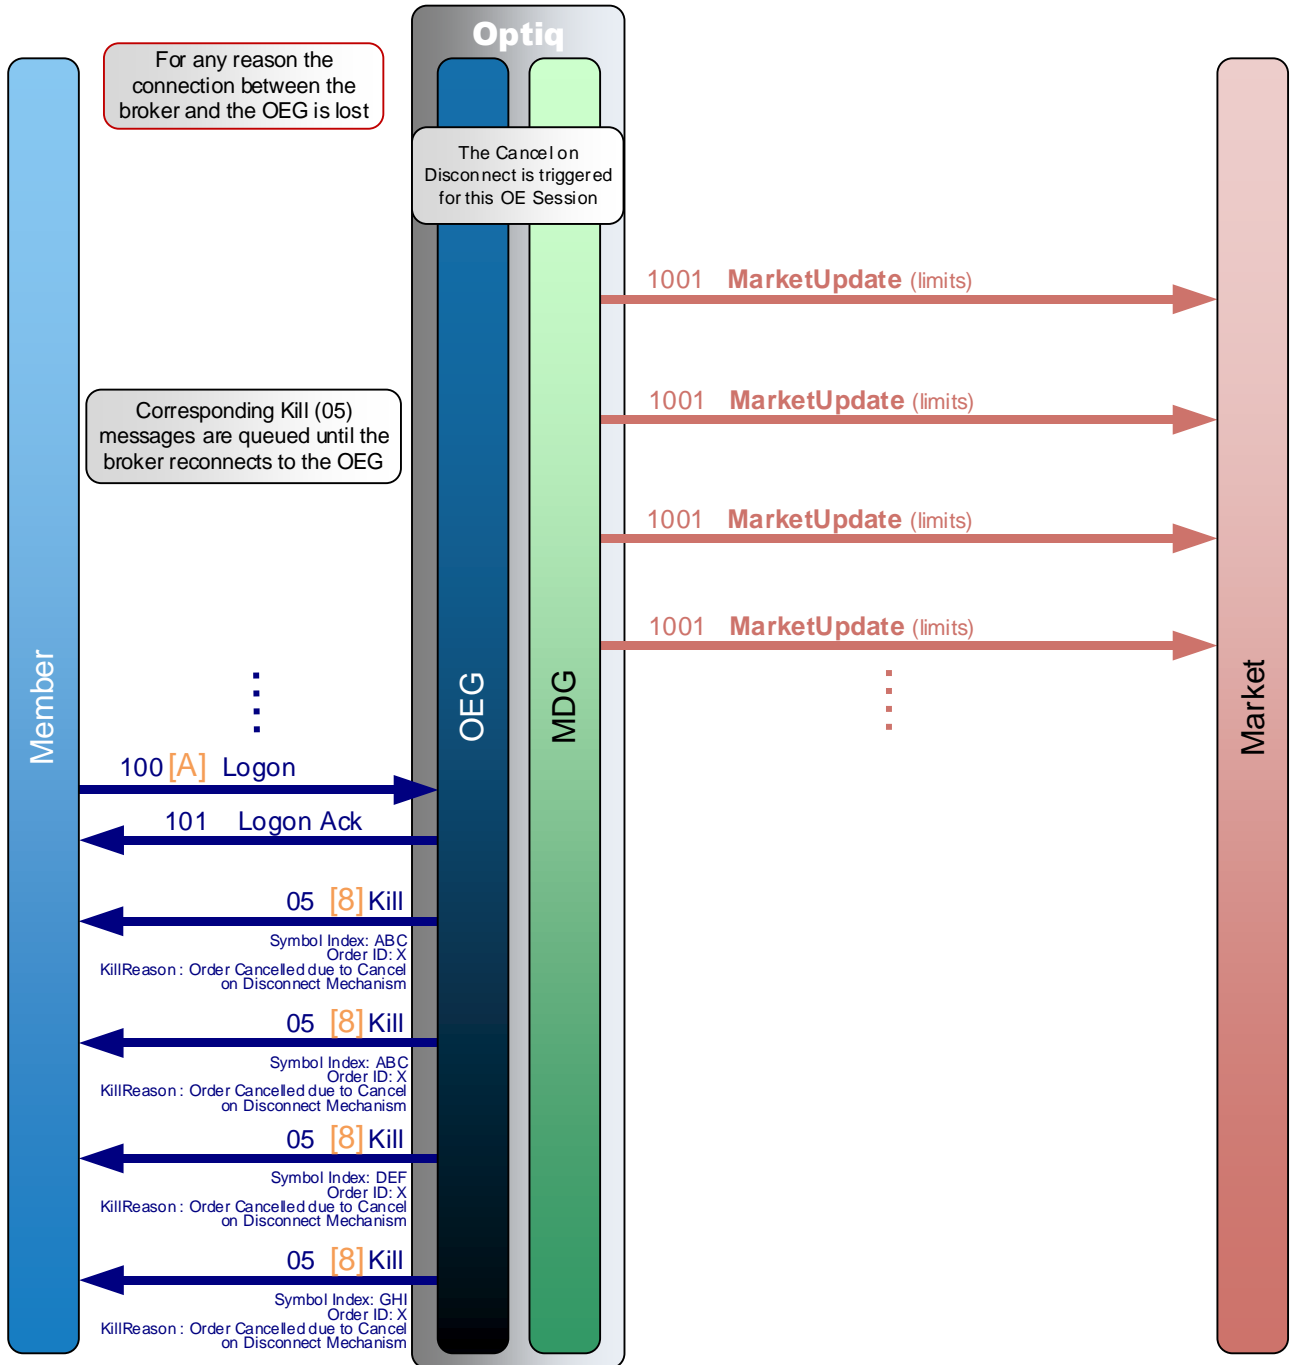 Optiq
For any reason the
connection between the
broker and the OEG is lost
The Cancel on
Disconnect is triggered
for this OE Session
1001 MarketUpdate (limits)
Corresponding Kill (05)
messages are queued until the
broker reconnects to the OEG
1001 MarketUpdate (limits)
1001 MarketUpdate (limits)
1001 MarketUpdate (limits)
Member
OEG
MDG
Market
100 [A] Logon
101 Logon Ack
05 [8] Kill
Symbol Index: ABC
Order ID: X
KillReason : Order Cancelled due to Cancel
on Disconnect Mechanism
05 [8] Kill
Symbol Index: ABC
Order ID: X
KillReason : Order Cancelled due to Cancel
on Disconnect Mechanism
05 [8] Kill
Symbol Index: DEF
Order ID: X
KillReason : Order Cancelled due to Cancel
on Disconnect Mechanism
05 [8] Kill
Symbol Index: GHI
Order ID: X
KillReason : Order Cancelled due to Cancel
on Disconnect Mechanism